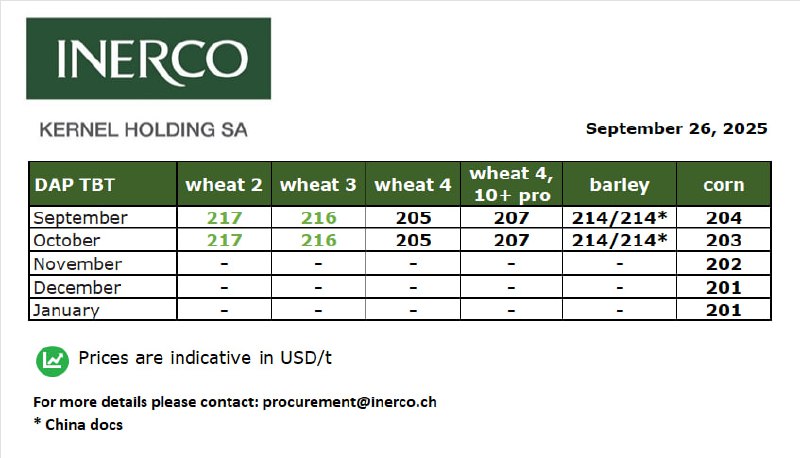 INERCO
KERNEL HOLDING SA
September 26, 2025
DAP TBT wheat 2 wheat 3 wheat 4 wheat 4, 10+ pro barley corn
September 217 216 205 207 214/214* 204
October 217 216 205 207 214/214* 203
November - - - - - 202
December - - - - - 201
January - - - - - 201
Prices are indicative in USD/t
For more details please contact: procurement@inerco.ch
* China docs